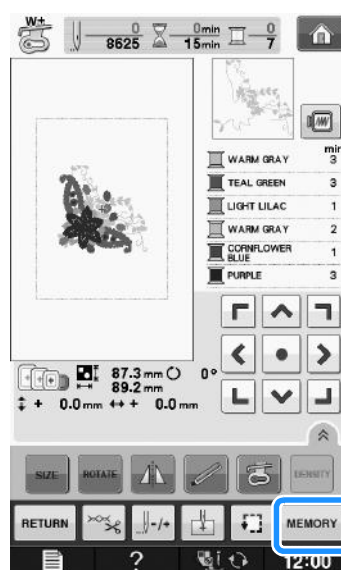 W+
0 0min 0
8625 15min 7
min
WARM GRAY 3
TEAL GREEN 3
LIGHT LILAC 1
WARM GRAY 2
CORNFLOWER
BLUE 1
PURPLE 3
87.3 mm 0°
89.2 mm
+ 0.0 mm + 0.0 mm
SIZE ROTATE DENSITY
RETURN -/+ MEMORY
? 12:00